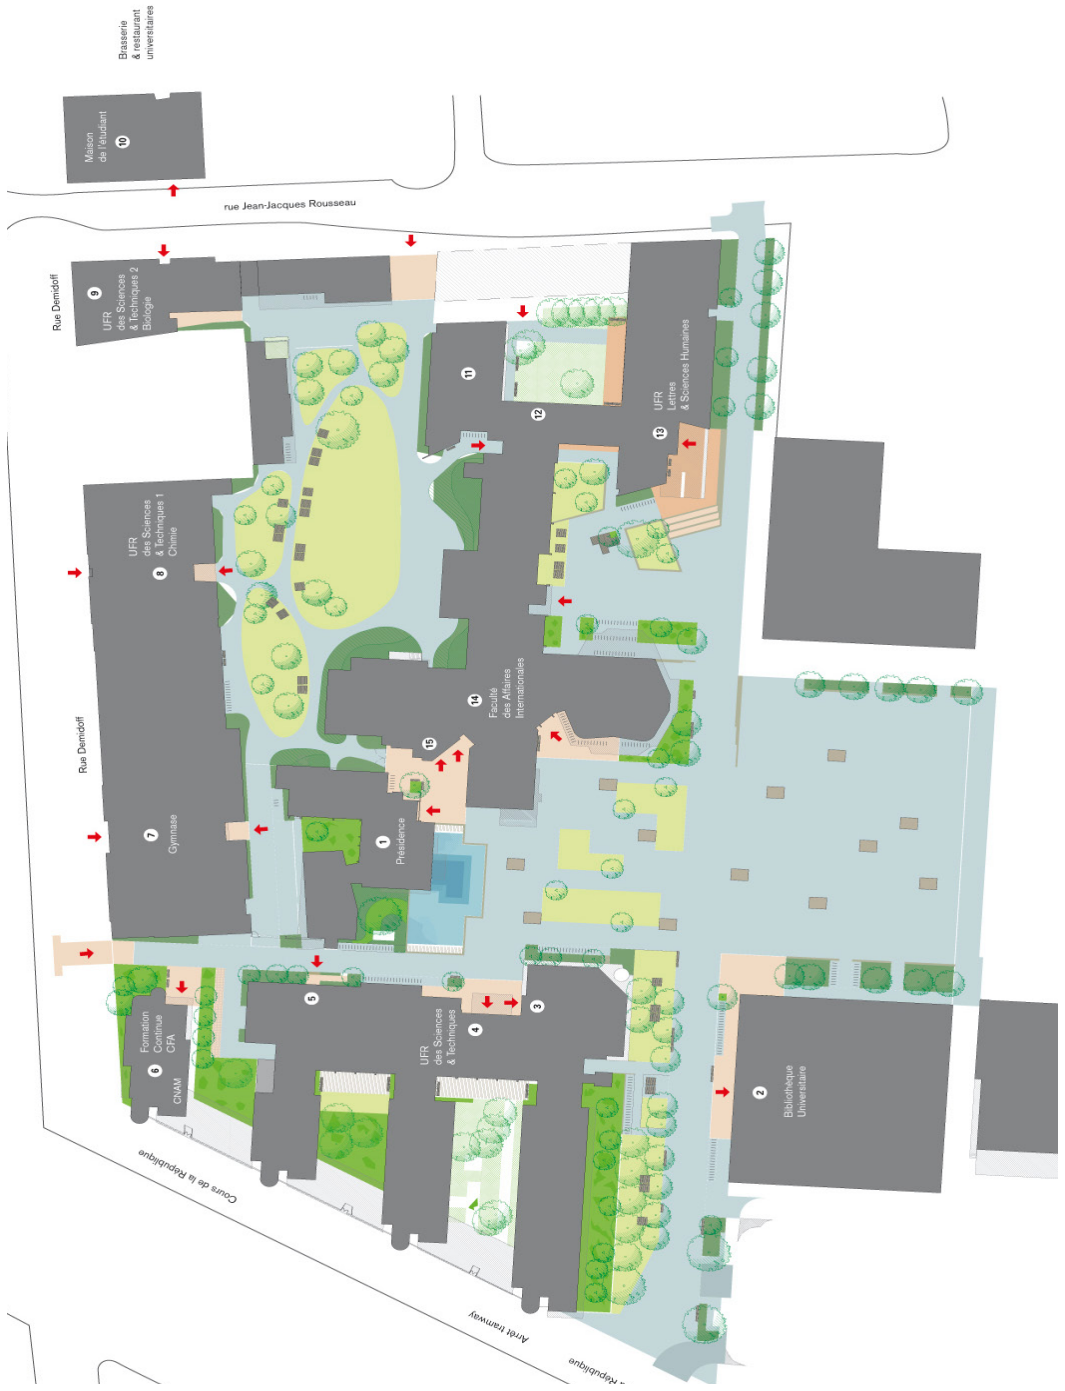 Brasserie
& restaurant
universitaires
Maison
de l'étudiant
10
rue Jean-Jacques Rousseau
Rue Demidoff
9
UFR
des Sciences
& Techniques 2
Biologie
11
12
UFR
Lettres
& Sciences Humaines
13
UFR
des Sciences
& Techniques 1
Chimie
8
14
Faculté
des Affaires
Internationales
15
Rue Demidoff
7
Gymnase
1
Présidence
5
3
4
UFR
des Sciences
& Techniques
Formation
Continue
CFA
6
CNAM
2
Bibliothèque
Universitaire
Cours de la République
Arrêt tramway
la République